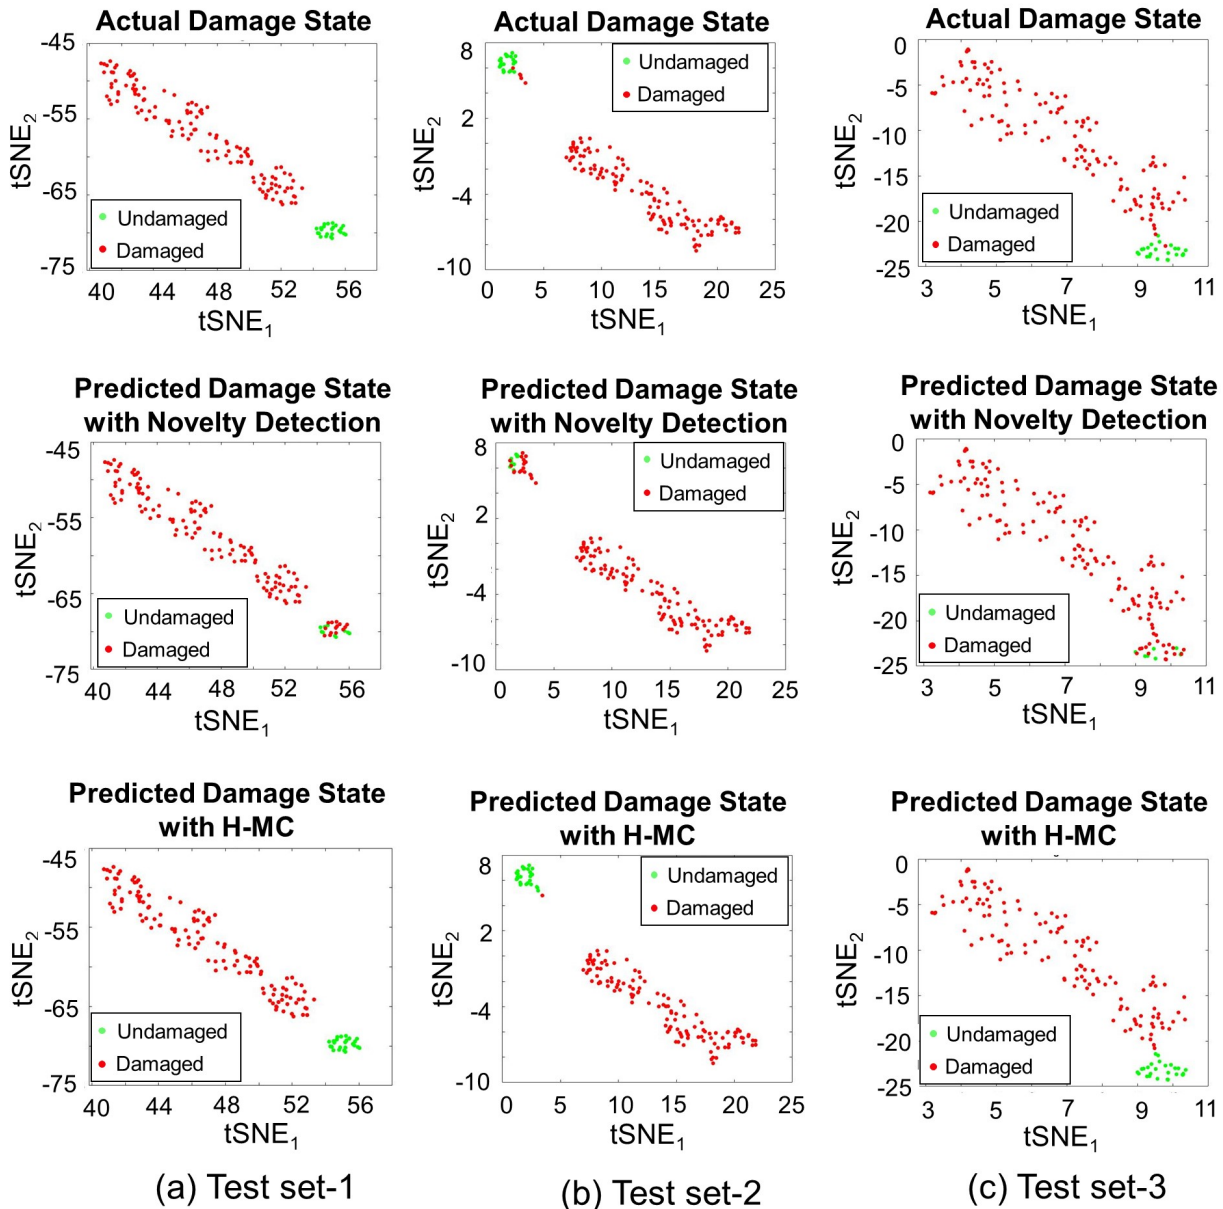 Actual Damage State
-45
-55
-65
-75
tSNE2
Undamaged
Damaged
40
44
48
52
56
tSNE1
Actual Damage State
8
2
-4
-10
tSNE2
Undamaged
Damaged
0
5
10
15
20
25
tSNE1
Actual Damage State
0
-5
-10
-15
-20
-25
tSNE2
Undamaged
Damaged
3
5
7
9
11
tSNE1
Predicted Damage State
with Novelty Detection
-45
-55
-65
-75
tSNE2
Undamaged
Damaged
40
44
48
52
56
tSNE1
Predicted Damage State
with Novelty Detection
8
2
-4
-10
tSNE2
Undamaged
Damaged
0
5
10
15
20
25
tSNE1
Predicted Damage State
with Novelty Detection
0
-5
-10
-15
-20
-25
tSNE2
Undamaged
Damaged
3
5
7
9
11
tSNE1
Predicted Damage State
with H-MC
-45
-55
-65
-75
tSNE2
Undamaged
Damaged
40
44
48
52
56
tSNE1
Predicted Damage State
with H-MC
8
2
-4
-10
tSNE2
Undamaged
Damaged
0
5
10
15
20
25
tSNE1
Predicted Damage State
with H-MC
0
-5
-10
-15
-20
-25
tSNE2
Undamaged
Damaged
3
5
7
9
11
tSNE1
(a) Test set-1
(b) Test set-2
(c) Test set-3